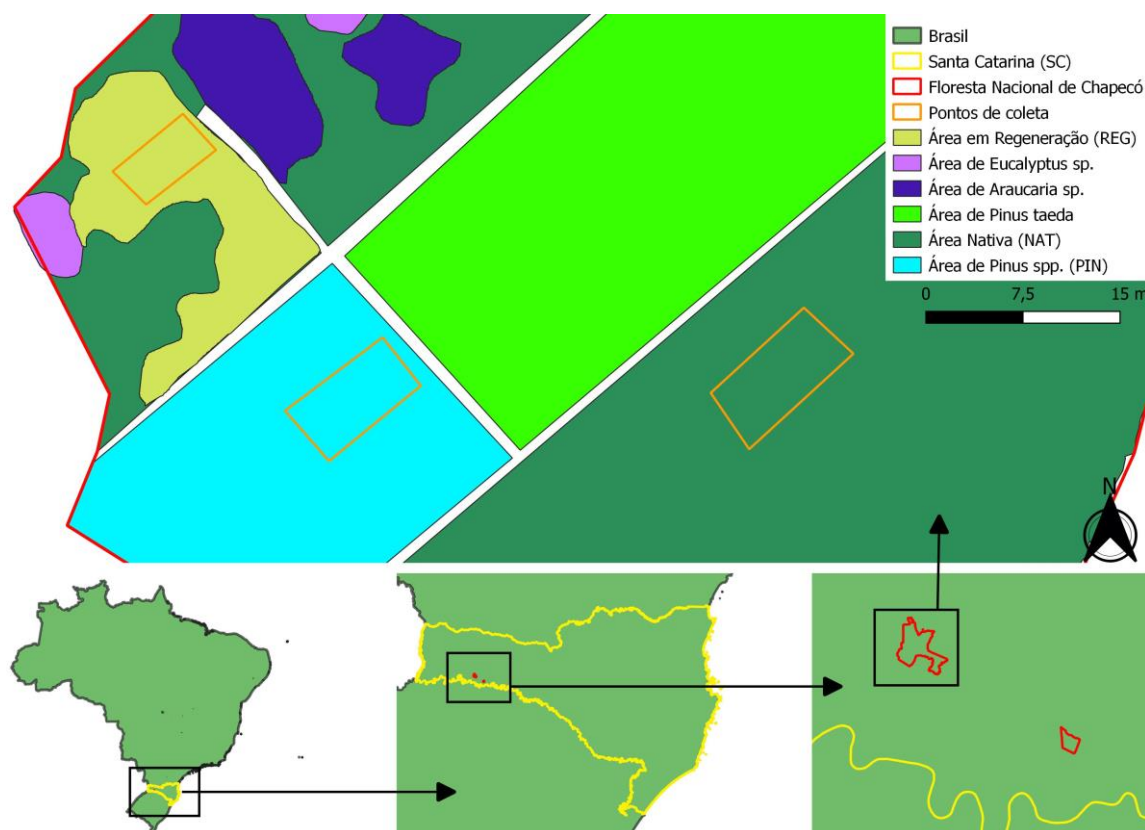 Brasil
Santa Catarina (SC)
Floresta Nacional de Chapecó
Pontos de coleta
Área em Regeneração (REG)
Área de Eucalyptus sp.
Área de Araucaria sp.
Área de Pinus taeda
Área Nativa (NAT)
Área de Pinus spp. (PIN)
0 7,5 15 m
N